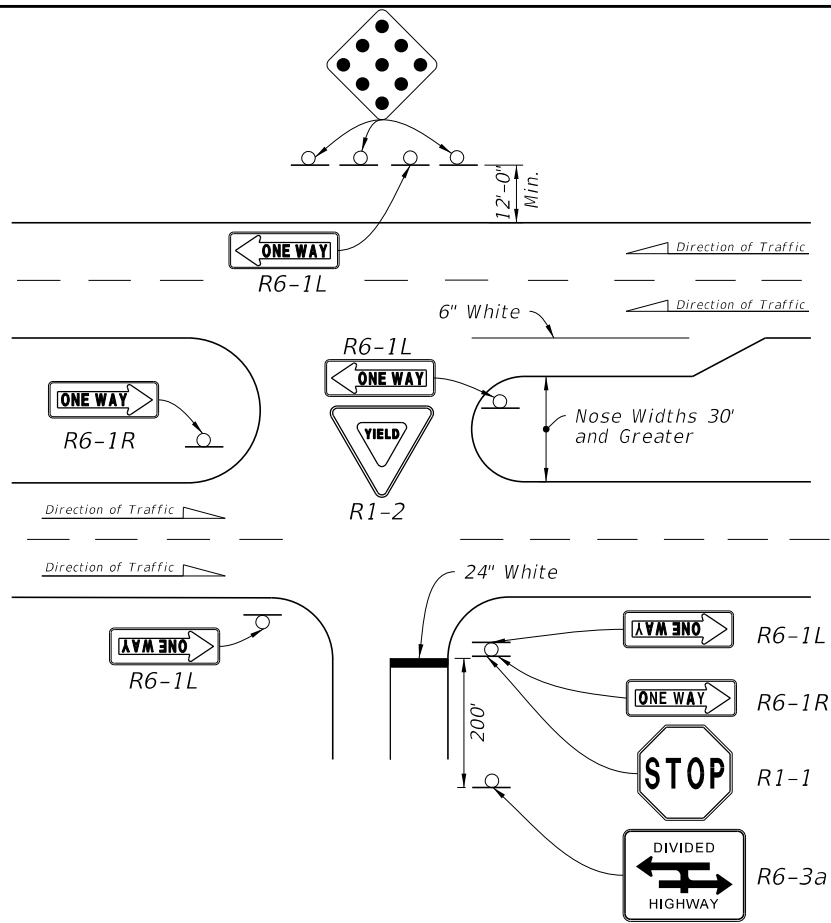 12'-0"
Min.
ONE WAY
R6-1L
Direction of Traffic
Direction of Traffic
6" White
R6-1L
ONE WAY
ONE WAY
R6-1R
YIELD
R1-2
Nose Widths 30'
and Greater
Direction of Traffic
Direction of Traffic
24" White
ONE WAY
R6-1L
ONE WAY
R6-1L
ONE WAY
R6-1R
200'
STOP
R1-1
DIVIDED
HIGHWAY
R6-3a